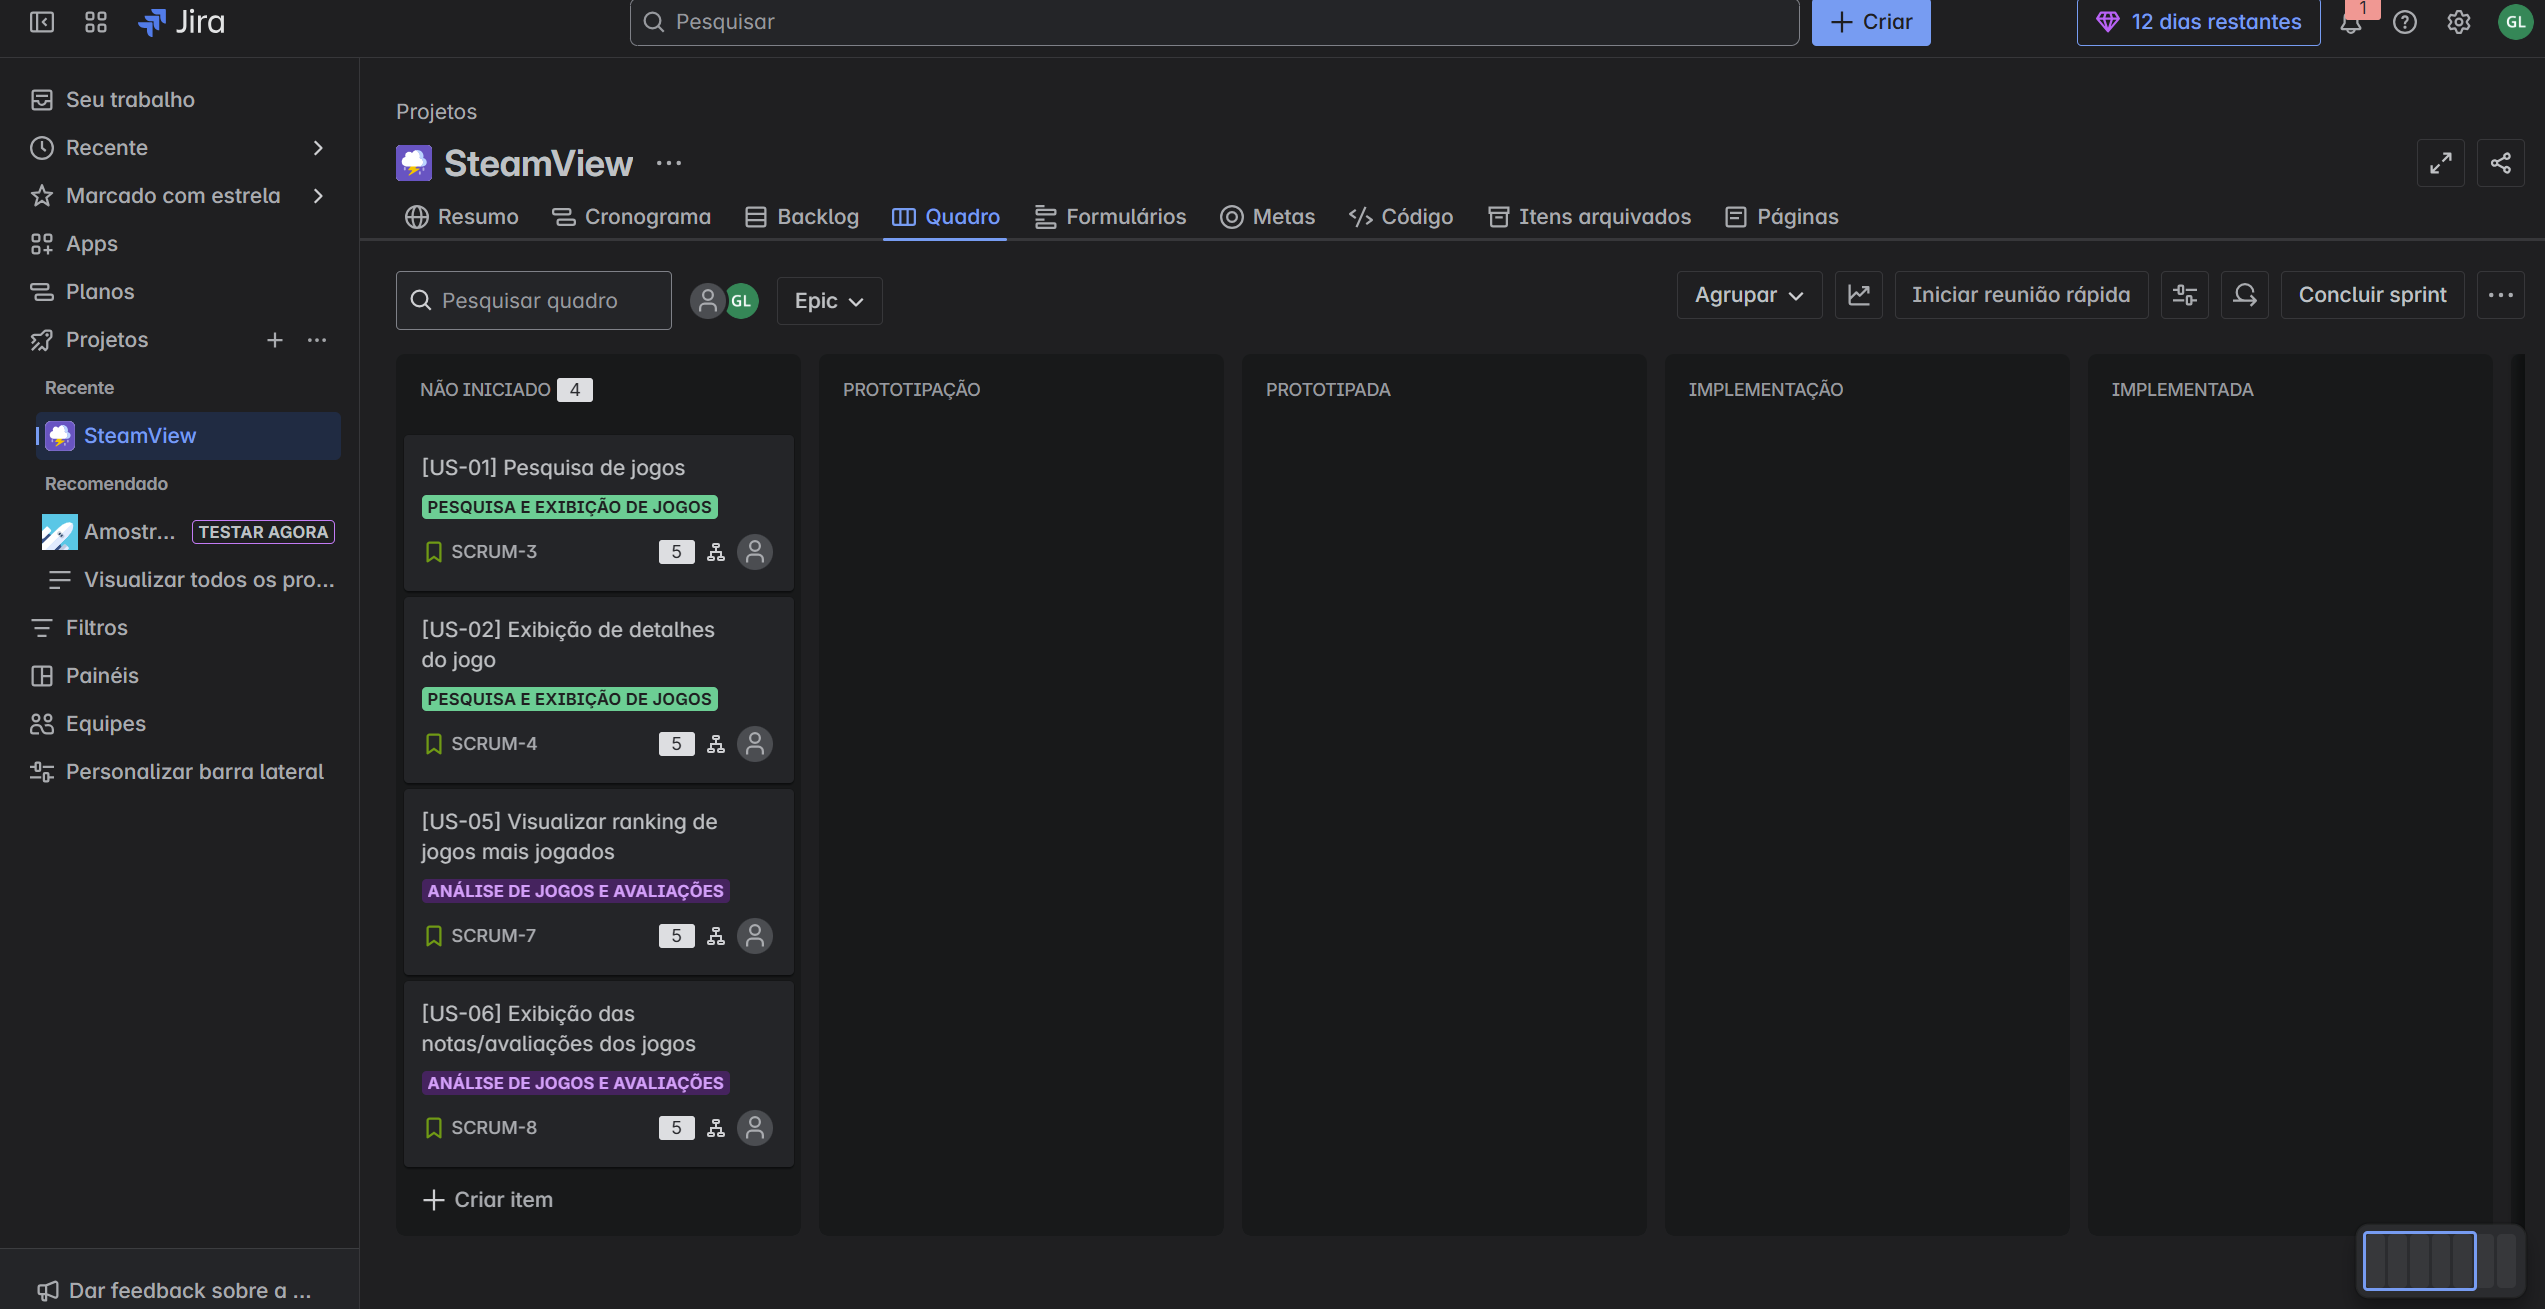 Jira
Pesquisar
Criar
12 dias restantes
1
GL
Seu trabalho
Recente
Marcado com estrela
Apps
Planos
Projetos
Recente
SteamView
Recomendado
Amostr... TESTAR AGORA
Visualizar todos os pro...
Filtros
Painéis
Equipes
Personalizar barra lateral
Dar feedback sobre a ...
Projetos
SteamView
Resumo
Cronograma
Backlog
Quadro
Formulários
Metas
Código
Itens arquivados
Páginas
Pesquisar quadro
GL
Epic
Agrupar
Iniciar reunião rápida
Concluir sprint
NÃO INICIADO 4
[US-01] Pesquisa de jogos
PESQUISA E EXIBIÇÃO DE JOGOS
SCRUM-3 5
[US-02] Exibição de detalhes
do jogo
PESQUISA E EXIBIÇÃO DE JOGOS
SCRUM-4 5
[US-05] Visualizar ranking de
jogos mais jogados
ANÁLISE DE JOGOS E AVALIAÇÕES
SCRUM-7 5
[US-06] Exibição das
notas/avaliações dos jogos
ANÁLISE DE JOGOS E AVALIAÇÕES
SCRUM-8 5
Criar item
PROTOTIPAÇÃO
PROTOTIPADA
IMPLEMENTAÇÃO
IMPLEMENTADA